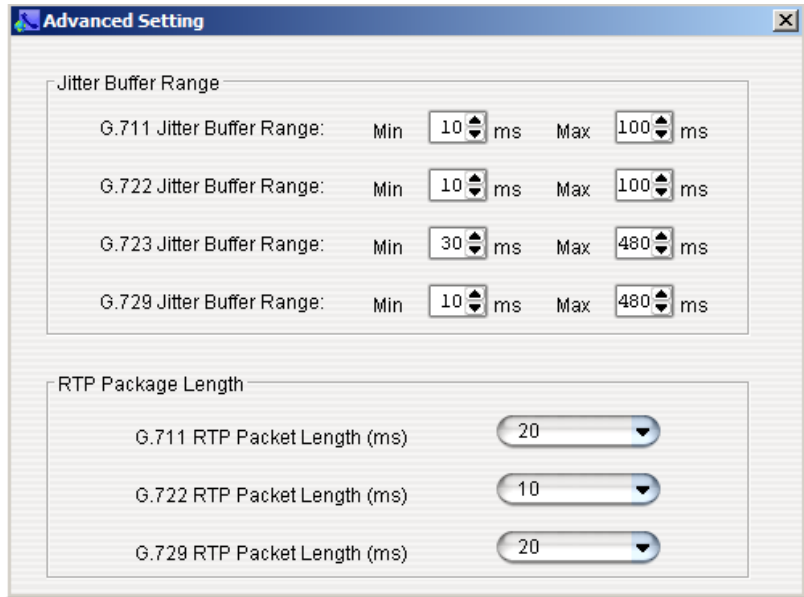 Advanced Setting
Jitter Buffer Range
G.711 Jitter Buffer Range: Min 10 ms Max 100 ms
G.722 Jitter Buffer Range: Min 10 ms Max 100 ms
G.723 Jitter Buffer Range: Min 30 ms Max 480 ms
G.729 Jitter Buffer Range: Min 10 ms Max 480 ms
RTP Package Length
G.711 RTP Packet Length (ms) 20
G.722 RTP Packet Length (ms) 10
G.729 RTP Packet Length (ms) 20